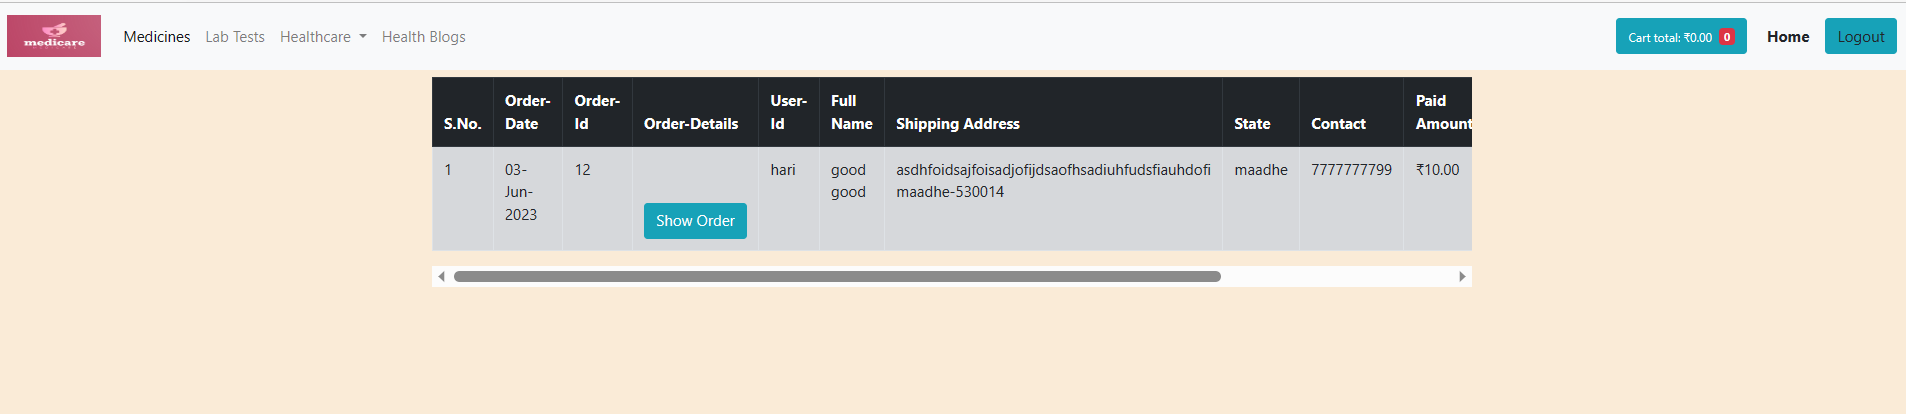 medicare
Medicines Lab Tests Healthcare Health Blogs Cart total: ₹0.00 0 Home Logout
S.No. Order-Date Order-Id Order-Details User-Id Full Name Shipping Address State Contact Paid Amount
1 03-Jun-2023 12 Show Order hari good good asdhfoidsajfoisadjofijdsaofhsadiuhfudsfiauhdofi maadhe-530014 maadhe 7777777799 ₹10.00